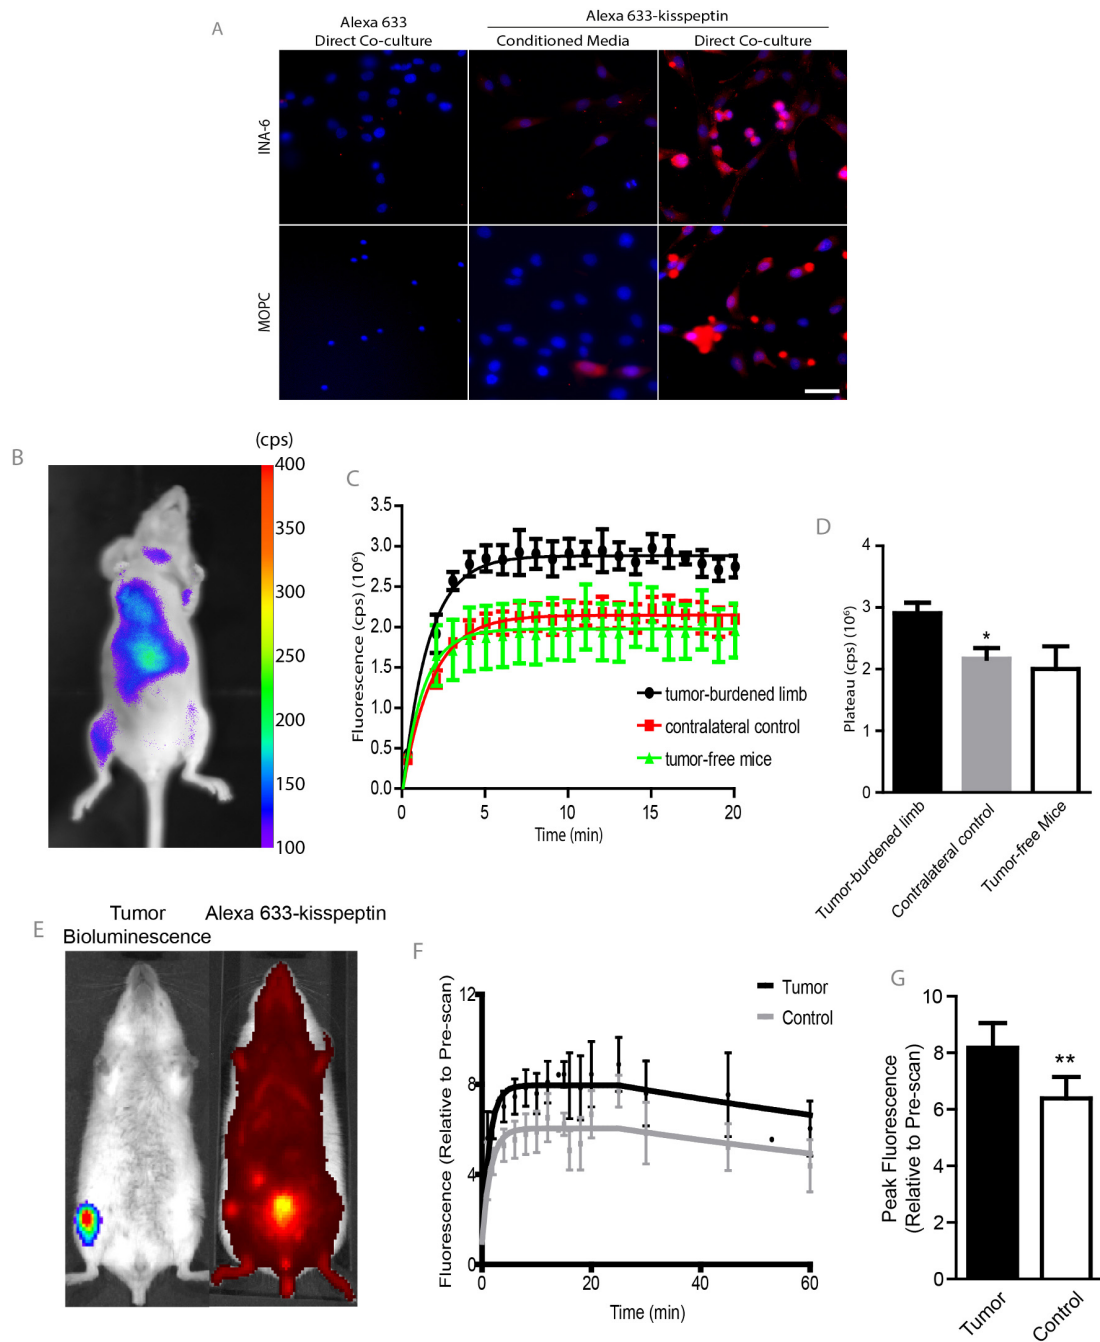 A
Alexa 633
Direct Co-culture
Alexa 633-kisspeptin
Conditioned Media
Direct Co-culture
INA-6
MOPC
B
(cps)
400
350
300
250
200
150
100
C
Fluorescence (cps) (10⁶)
3.5
3.0
2.5
2.0
1.5
1.0
0.5
0.0
0
5
10
15
20
Time (min)
tumor-burdened limb
contralateral control
tumor-free mice
D
Plateau (cps) (10⁶)
4
3
2
1
0
*
Tumor-burdened limb
Contralateral control
Tumor-free Mice
E
Tumor
Bioluminescence
Alexa 633-kisspeptin
F
Fluorescence (Relative to Pre-scan)
12
8
4
0
0
20
40
60
Time (min)
Tumor
Control
G
Peak Fluorescence
(Relative to Pre-scan)
10
8
6
4
2
0
**
Tumor
Control